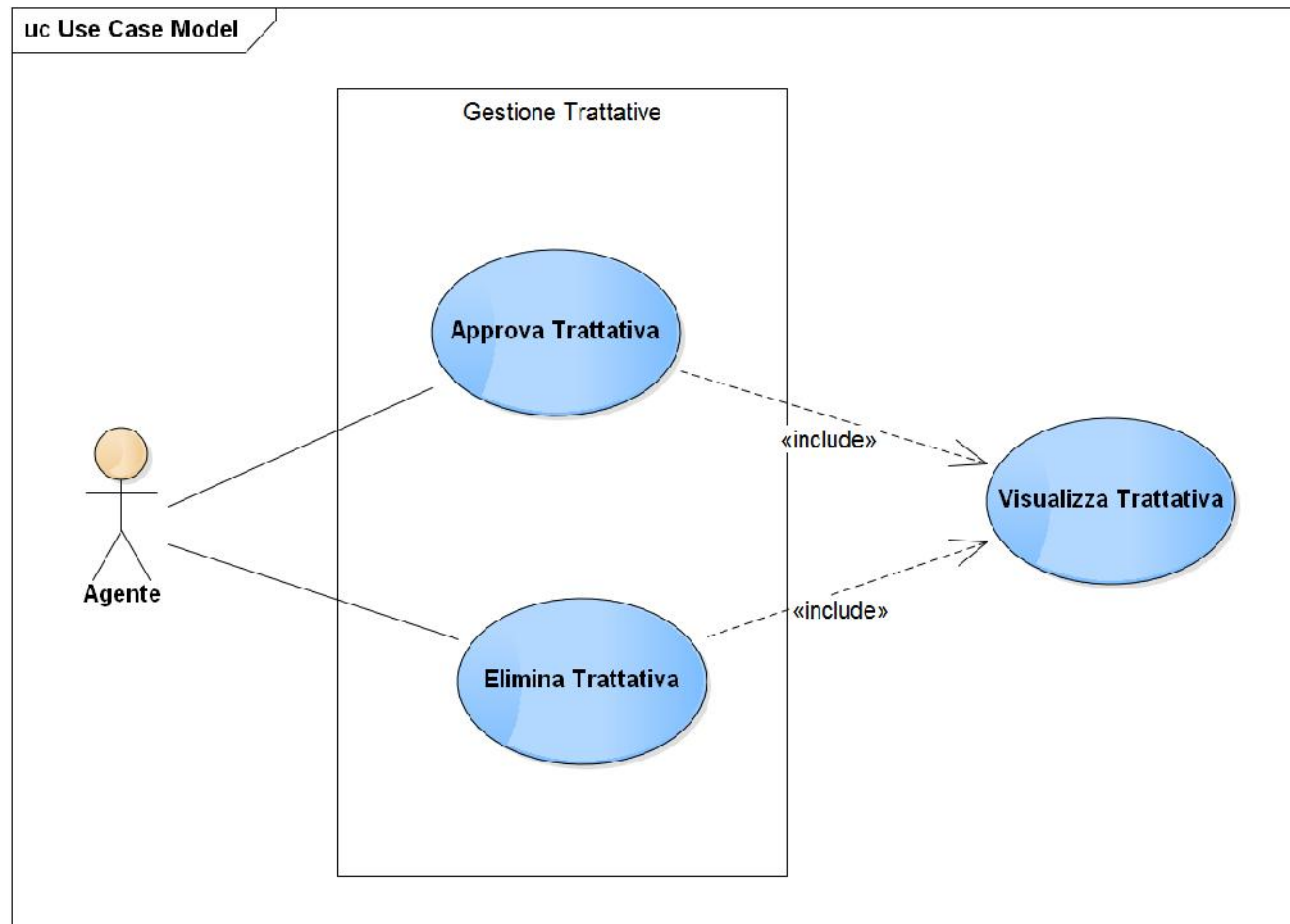 uc Use Case Model
Gestione Trattative
Approva Trattativa
«include»
Visualizza Trattativa
Agente
«include»
Elimina Trattativa